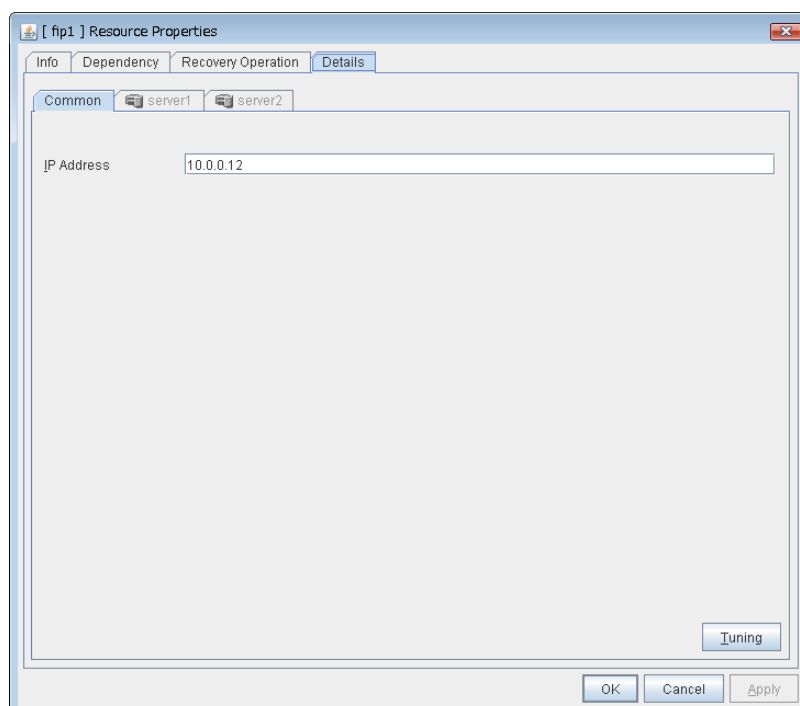 [ fip1 ] Resource Properties
Info Dependency Recovery Operation Details
Common server1 server2
IP Address 10.0.0.12
Tuning
OK Cancel Apply